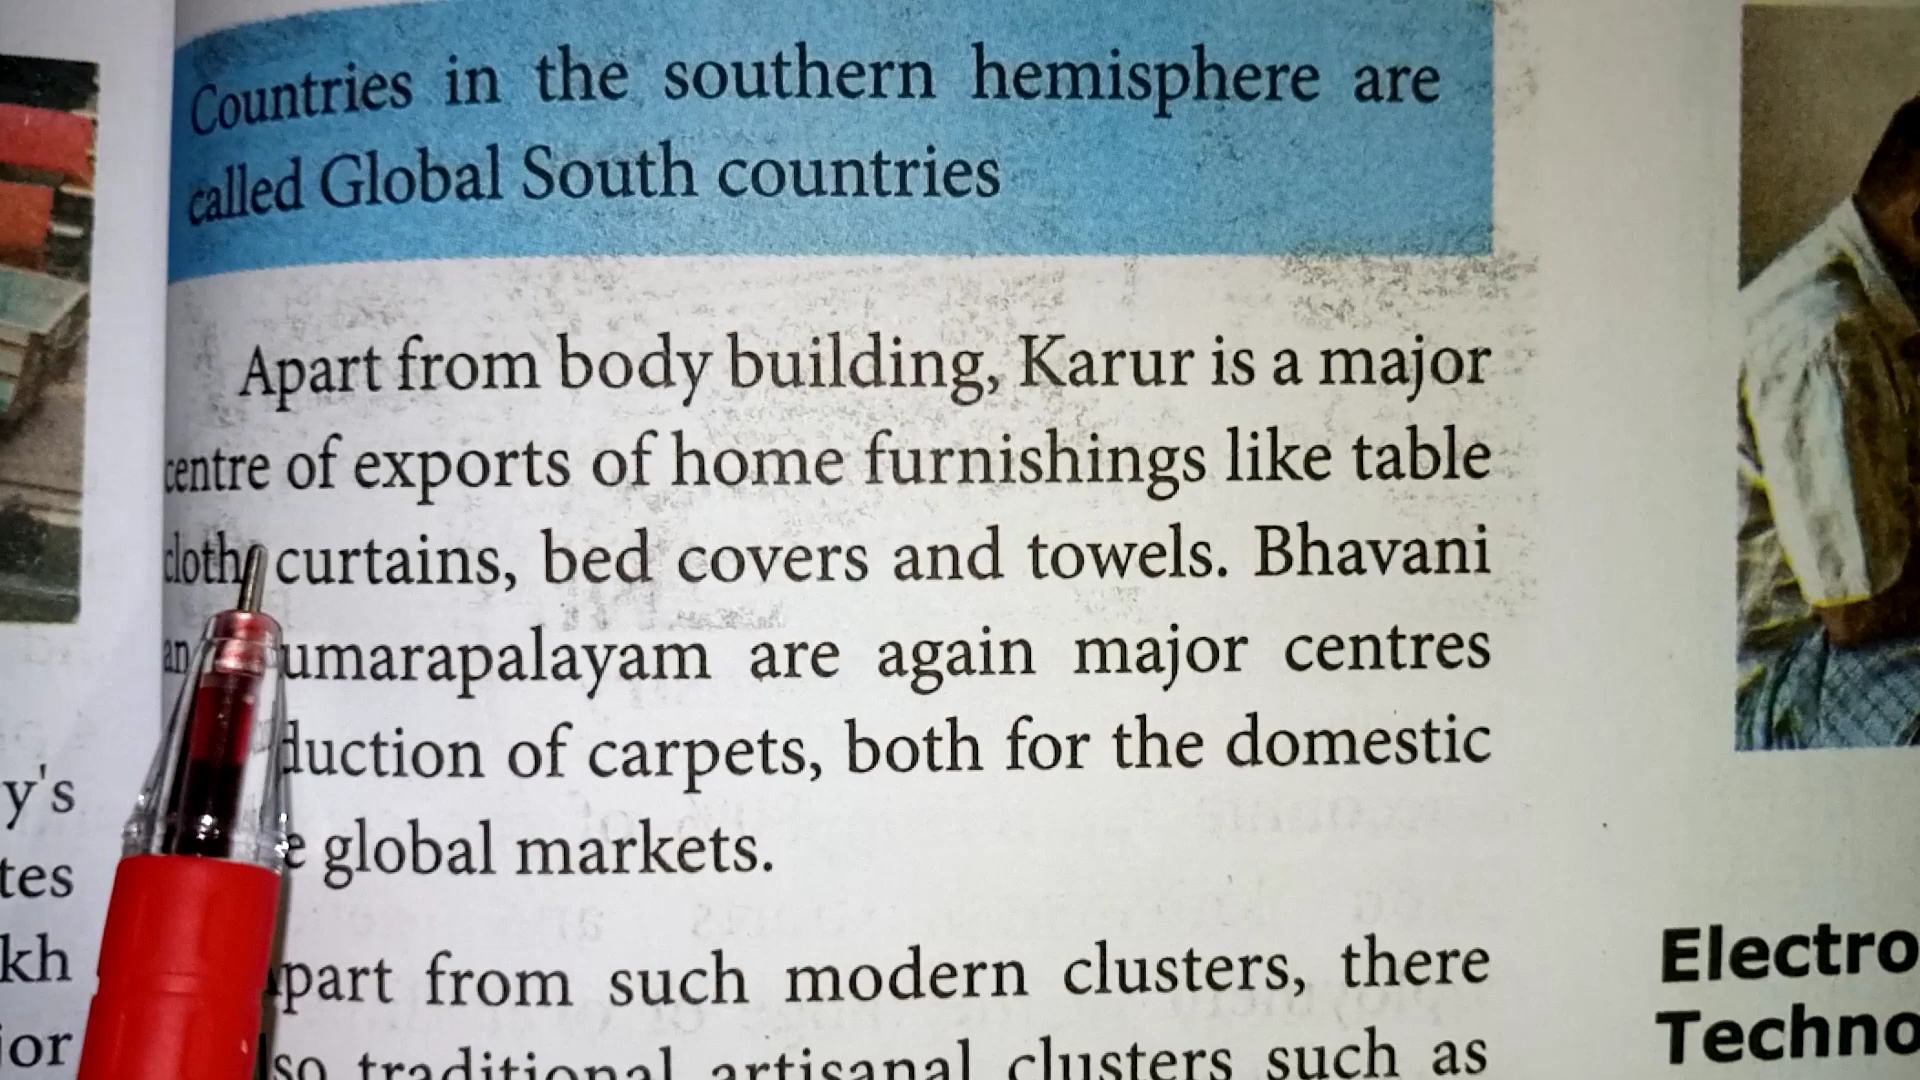 Countries in the southern hemisphere are
called Global South countries
Apart from body building, Karur is a major
centre of exports of home furnishings like table
cloth, curtains, bed covers and towels. Bhavani
umarapalayam are again major centres
duction of carpets, both for the domestic
e global markets.
part from such modern clusters, there
so traditional artisanal clusters such as
y's
tes
kh
jor
Electro
Techno